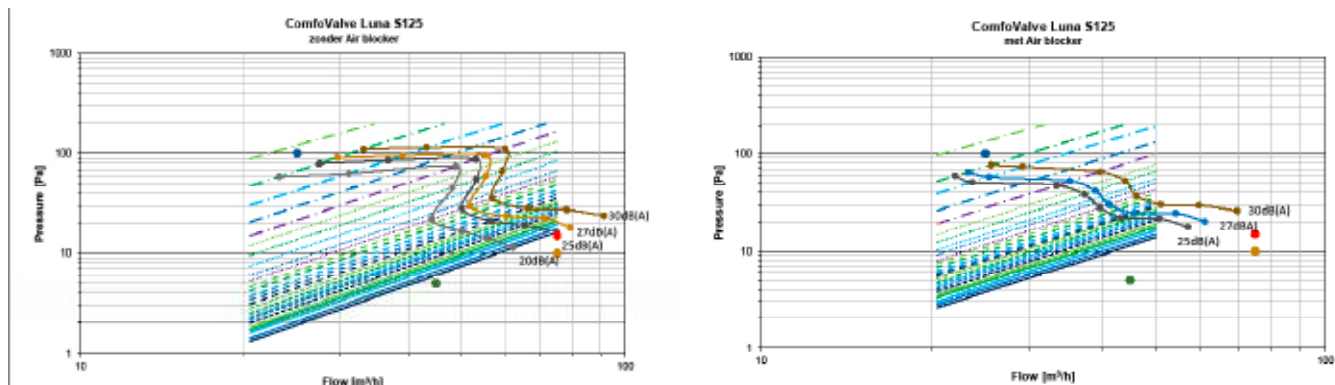 ComfoValve Luna S125
zonder Air blocker
1000
100
10
1
Pressure [Pa]
30dB(A)
27dB(A)
25dB(A)
20dB(A)
10
100
Flow [m³/h]
ComfoValve Luna S125
met Air blocker
1000
100
10
1
Pressure [Pa]
30dB(A)
27dBA)
25dB(A)
10
100
Flow [m³/h]